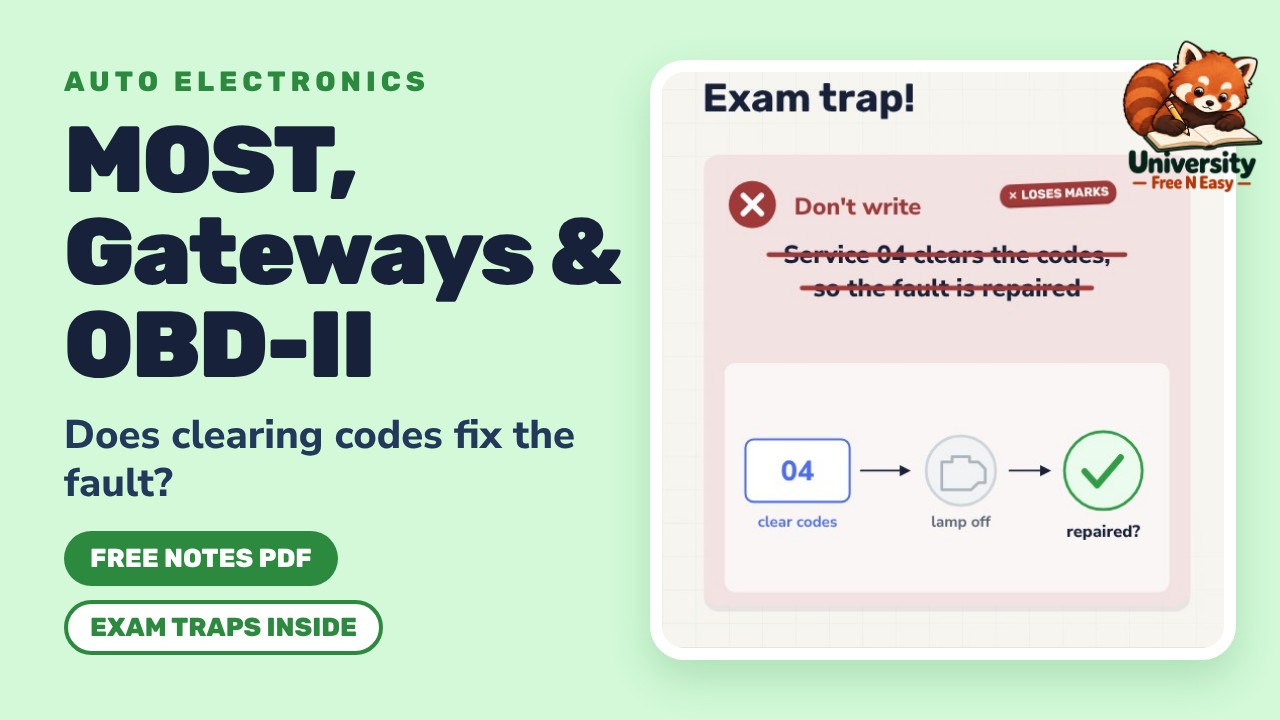 AUTO ELECTRONICS
MOST,
Gateways &
OBD-II
Does clearing codes fix the
fault?
FREE NOTES PDF
EXAM TRAPS INSIDE
Exam trap!
Don't write
× LOSES MARKS
Service 04 clears the codes,
so the fault is repaired
04
clear codes
lamp off
repaired?
University
Free N Easy